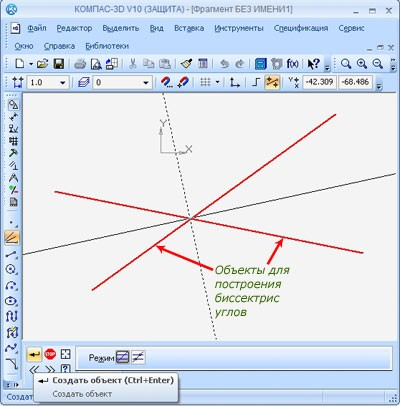 КОМПАС-3D V10 (ЗАЩИТА) - [Фрагмент БЕЗ ИМЕНИ1]
Файл Редактор Выделить Вид Вставка Инструменты Спецификация Сервис
Окно Справка Библиотеки
f(x)
1.0 0 -42.309 -68.486
Y
X
Объекты для
построения
биссектрис
углов
STOP Режим
Создать объект (Ctrl+Enter)
Создать объект